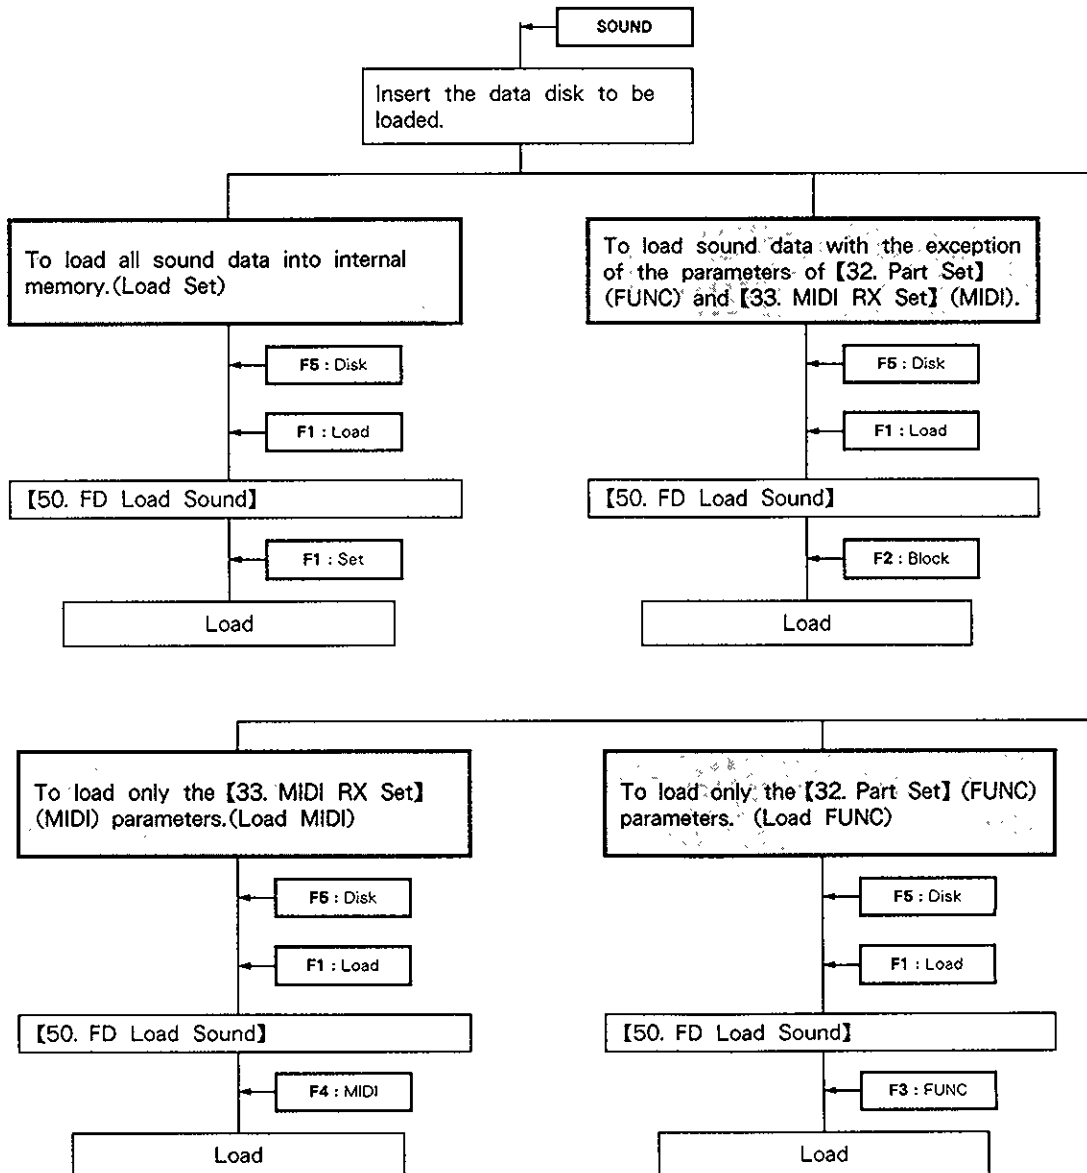 SOUND
Insert the data disk to be
loaded.
To load all sound data into internal
memory.(Load Set)
F5 : Disk
F1 : Load
【50. FD Load Sound】
F1 : Set
Load
To load sound data with the exception
of the parameters of 【32. Part Set】
(FUNC) and 【33. MIDI RX Set】 (MIDI).
F5 : Disk
F1 : Load
【50. FD Load Sound】
F2 : Block
Load
To load only the 【33. MIDI RX Set】
(MIDI) parameters.(Load MIDI)
F5 : Disk
F1 : Load
【50. FD Load Sound】
F4 : MIDI
Load
To load only the 【32. Part Set】 (FUNC)
parameters. (Load FUNC)
F5 : Disk
F1 : Load
【50. FD Load Sound】
F3 : FUNC
Load